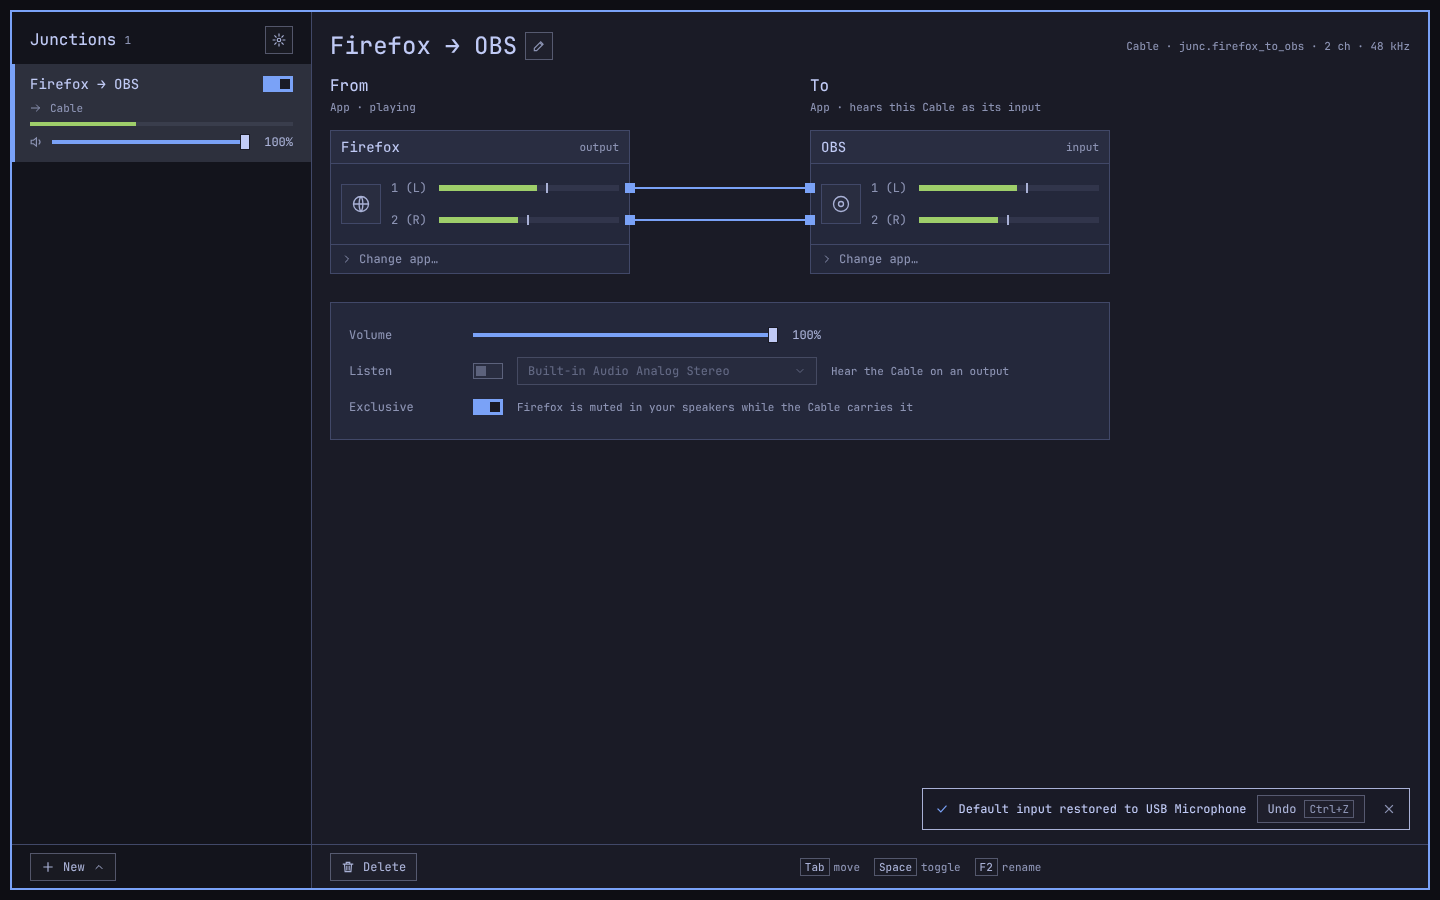 Junctions 1
Firefox → OBS
→ Cable
100%
Firefox → OBS
Cable · junc.firefox_to_obs · 2 ch · 48 kHz
From
App · playing
Firefox output
1 (L)
2 (R)
Change app…
To
App · hears this Cable as its input
OBS input
1 (L)
2 (R)
Change app…
Volume 100%
Listen Built-in Audio Analog Stereo Hear the Cable on an output
Exclusive Firefox is muted in your speakers while the Cable carries it
Default input restored to USB Microphone Undo Ctrl+Z
New
Delete
Tab move Space toggle F2 rename